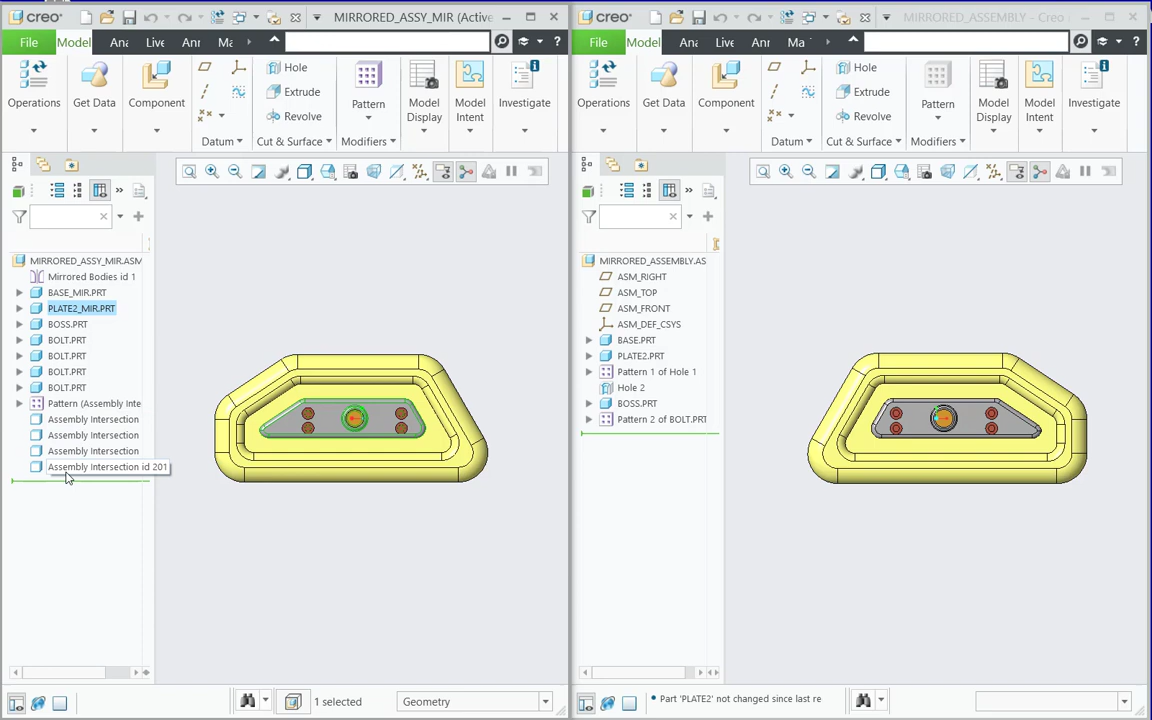 creo MIRRORED_ASSY_MIR (Active
File Model Ana Live Anr Ma ?
Operations Get Data Component Hole Extrude Revolve Pattern Model Display Model Intent Investigate
Datum Cut & Surface Modifiers
MIRRORED_ASSY_MIR.ASM
Mirrored Bodies id 1
BASE_MIR.PRT
PLATE2_MIR.PRT
BOSS.PRT
BOLT.PRT
BOLT.PRT
BOLT.PRT
BOLT.PRT
Pattern (Assembly Inte
Assembly Intersection
Assembly Intersection
Assembly Intersection
Assembly Intersection id 201
1 selected Geometry
creo MIRRORED_ASSEMBLY - Creo
File Model Ana Live Anr Ma ?
Operations Get Data Component Hole Extrude Revolve Pattern Model Display Model Intent Investigate
Datum Cut & Surface Modifiers
MIRRORED_ASSEMBLY.AS
ASM_RIGHT
ASM_TOP
ASM_FRONT
ASM_DEF_CSYS
BASE.PRT
PLATE2.PRT
Pattern 1 of Hole 1
Hole 2
BOSS.PRT
Pattern 2 of BOLT.PRT
• Part 'PLATE2' not changed since last re